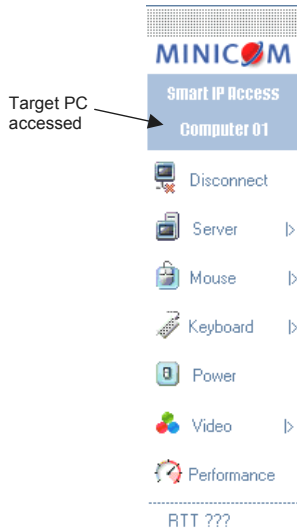 MINICOM
Smart IP Access
Target PC
accessed
Computer 01
Disconnect
Server
Mouse
Keyboard
Power
Video
Performance
RTT ???